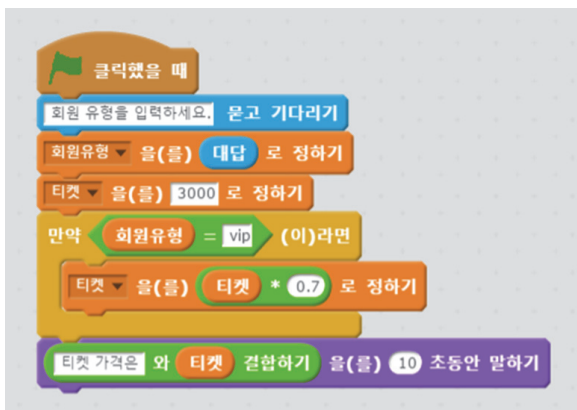 클릭했을 때
회원 유형을 입력하세요. 묻고 기다리기
회원유형 을(를) 대답 로 정하기
티켓 을(를) 3000 로 정하기
만약 회원유형 = vip (이)라면
티켓 을(를) 티켓 * 0.7 로 정하기
티켓 가격은 와 티켓 결합하기 을(를) 10 초동안 말하기